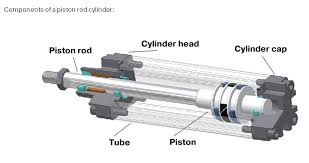 Components of a piston rod cylinder:
Cylinder head
Cylinder cap
Piston rod
Tube
Piston